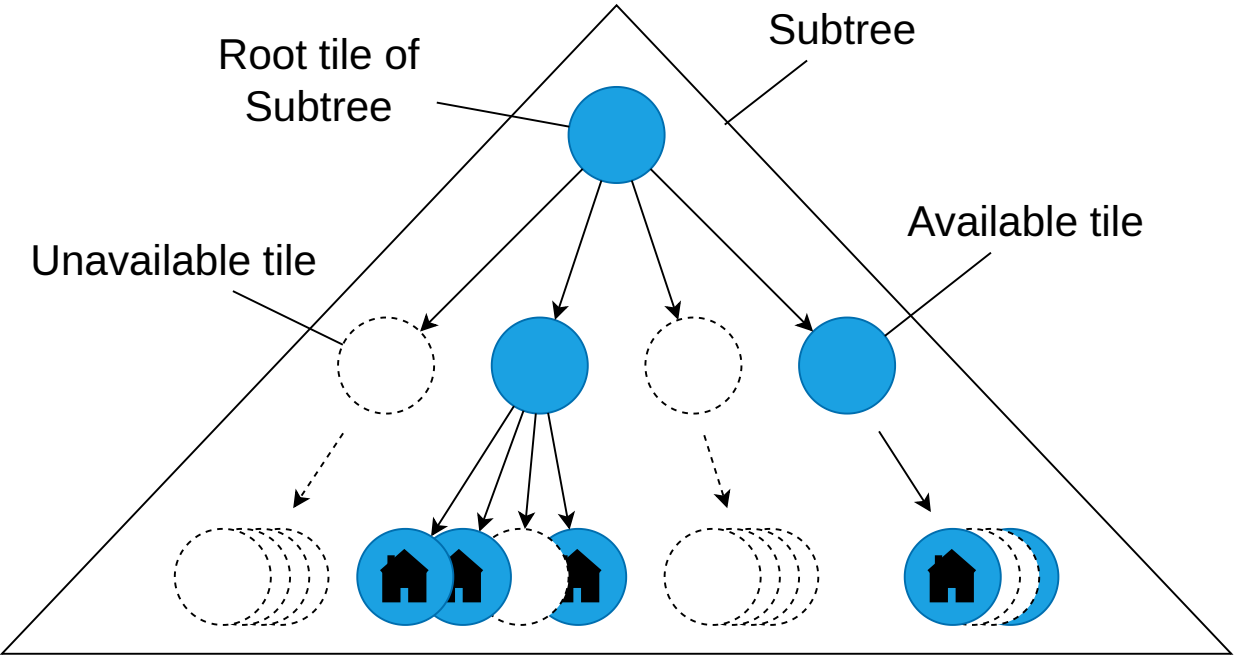 Subtree
Root tile of
Subtree
Available tile
Unavailable tile